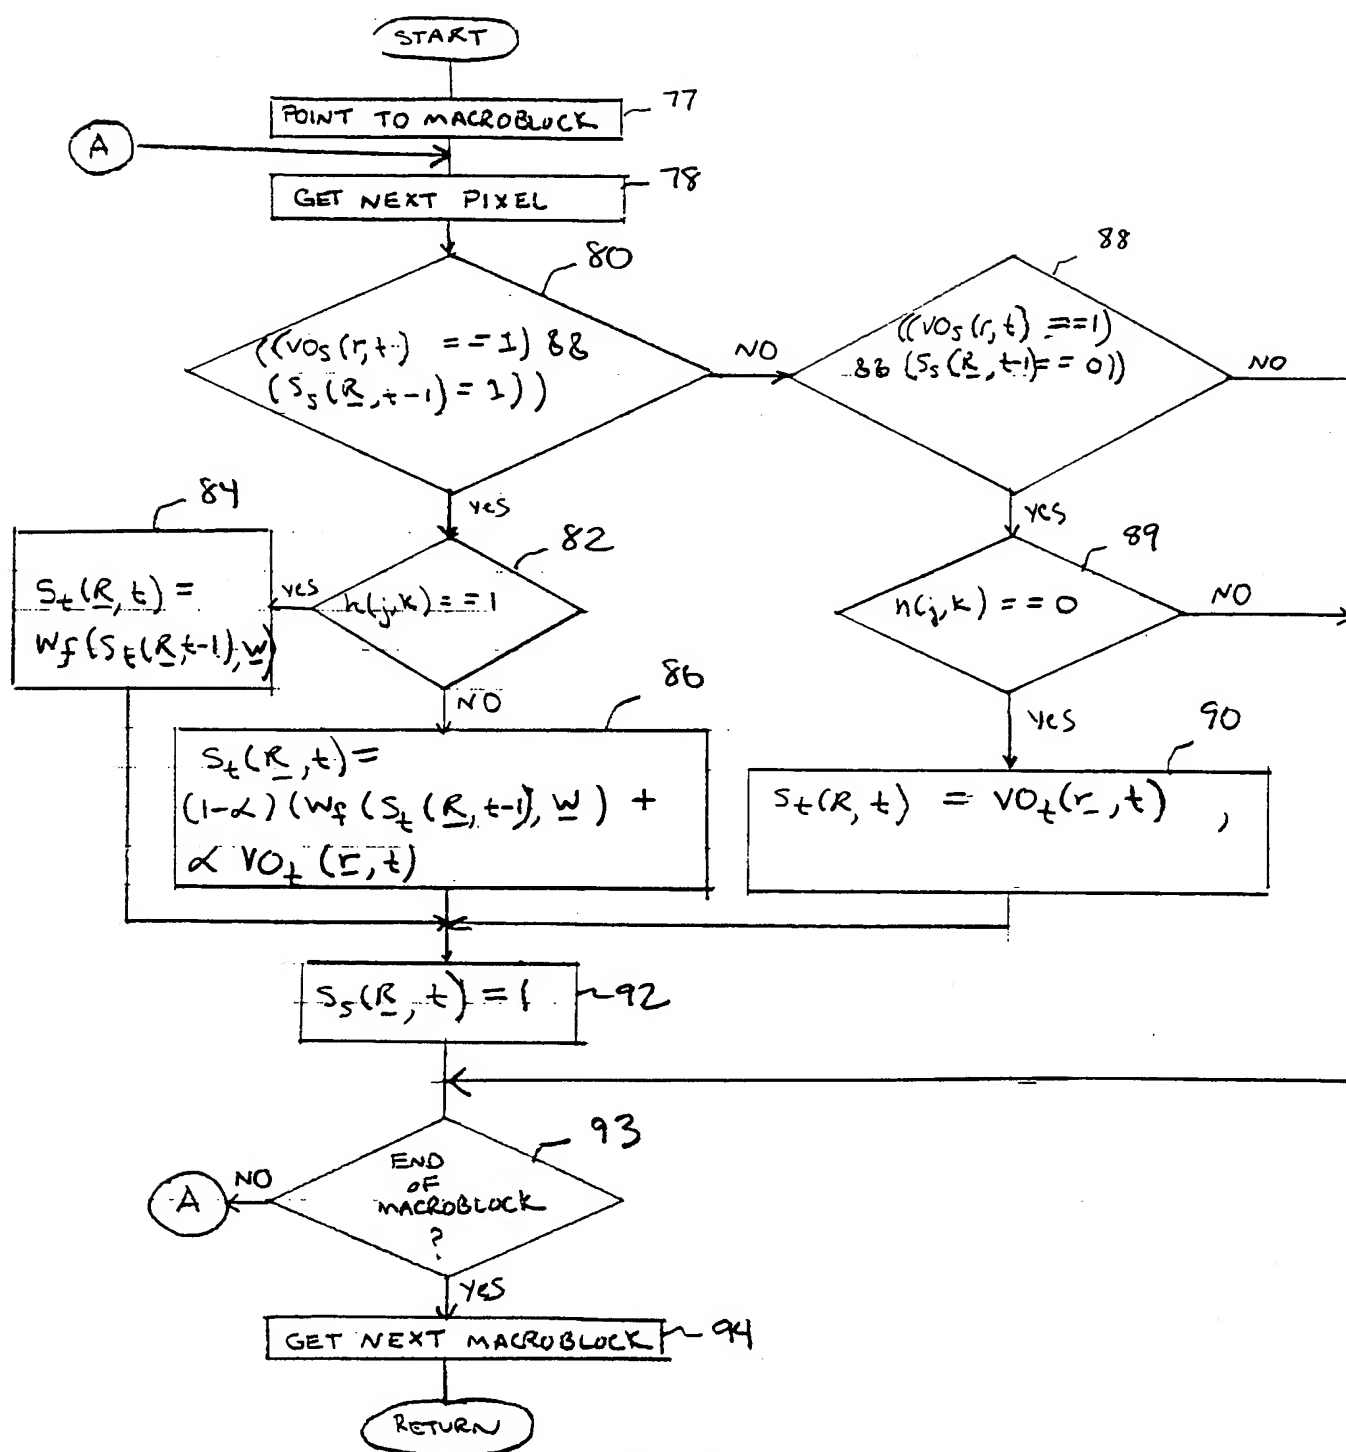 START
POINT TO MACROBLOCK
77
A
GET NEXT PIXEL
78
80
((VOs(r,t) ==1) &&
(Ss(R,t-1)=1))
NO
88
((VOs(r,t) ==1)
&& (Ss(R,t-1)==0))
NO
yes
yes
84
St(R,t)=
Wf(St(R,t-1),w)
yes
82
h(j,k)==1
NO
89
n(j,k)==0
NO
yes
86
St(R,t)=
(1-α)(Wf(St(R,t-1),w)+
α VOt(r,t)
90
St(R,t) = VOt(r,t) ,
Ss(R,t)=1
92
93
END
OF
MACROBLOCK
?
NO
A
yes
GET NEXT MACROBLOCK
94
RETURN